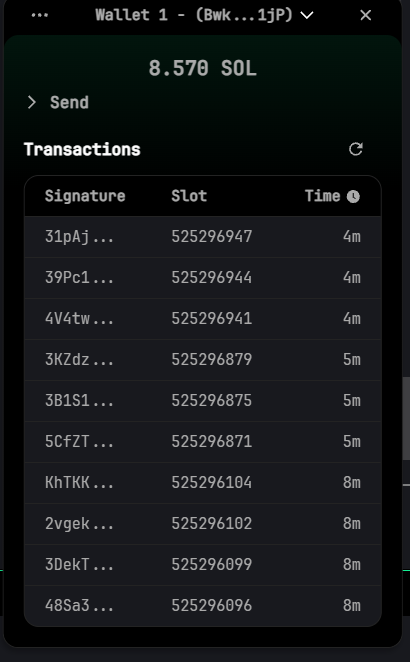 Wallet 1 - (Bwk...1jP)
8.570 SOL
Send
Transactions
Signature Slot Time
31pAj... 525296947 4m
39Pc1... 525296944 4m
4V4tw... 525296941 4m
3KZdz... 525296879 5m
3B1S1... 525296875 5m
5CfZT... 525296871 5m
KhTKK... 525296104 8m
2vgek... 525296102 8m
3DekT... 525296099 8m
48Sa3... 525296096 8m